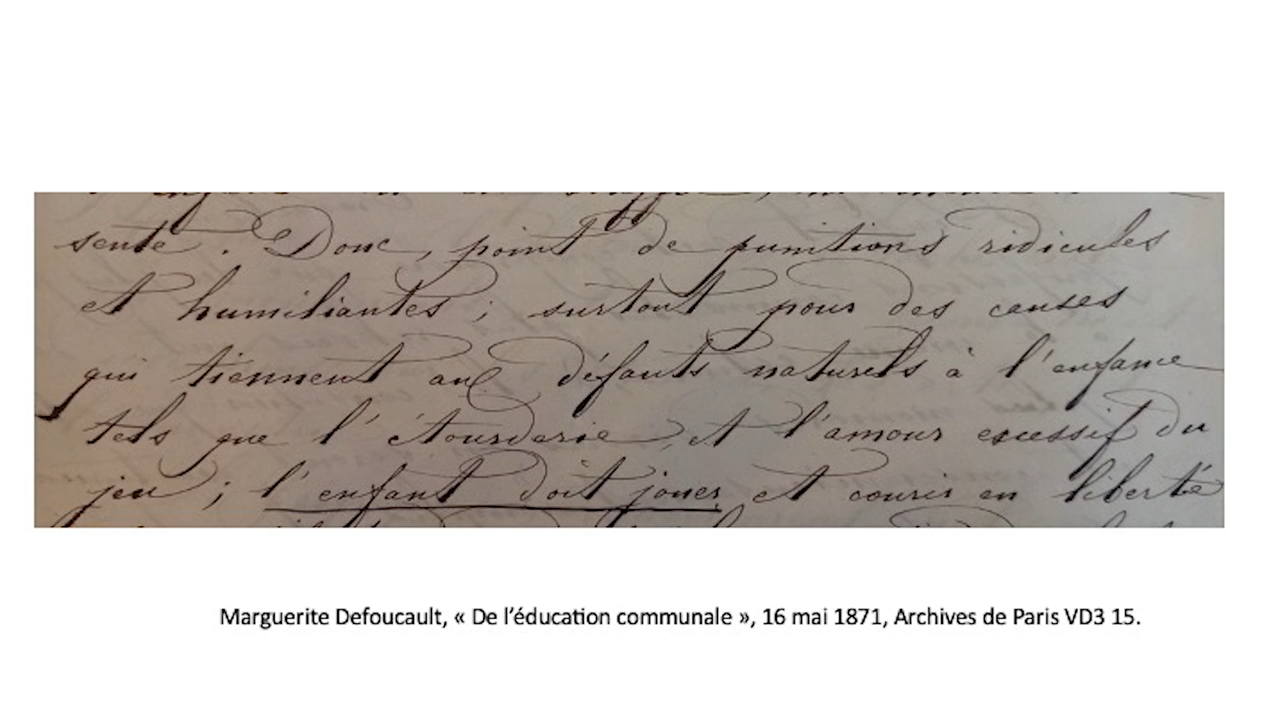 sente. Donc, point de punitions ridicules
et humiliantes ; surtout pour des causes
qui tiennent aux défauts naturels à l'enfance
tels que l'étourderie, et l'amour excessif du
jeu ; l'enfant doit jouer, et courir en liberté
Marguerite Defoucault, « De l'éducation communale », 16 mai 1871, Archives de Paris VD3 15.